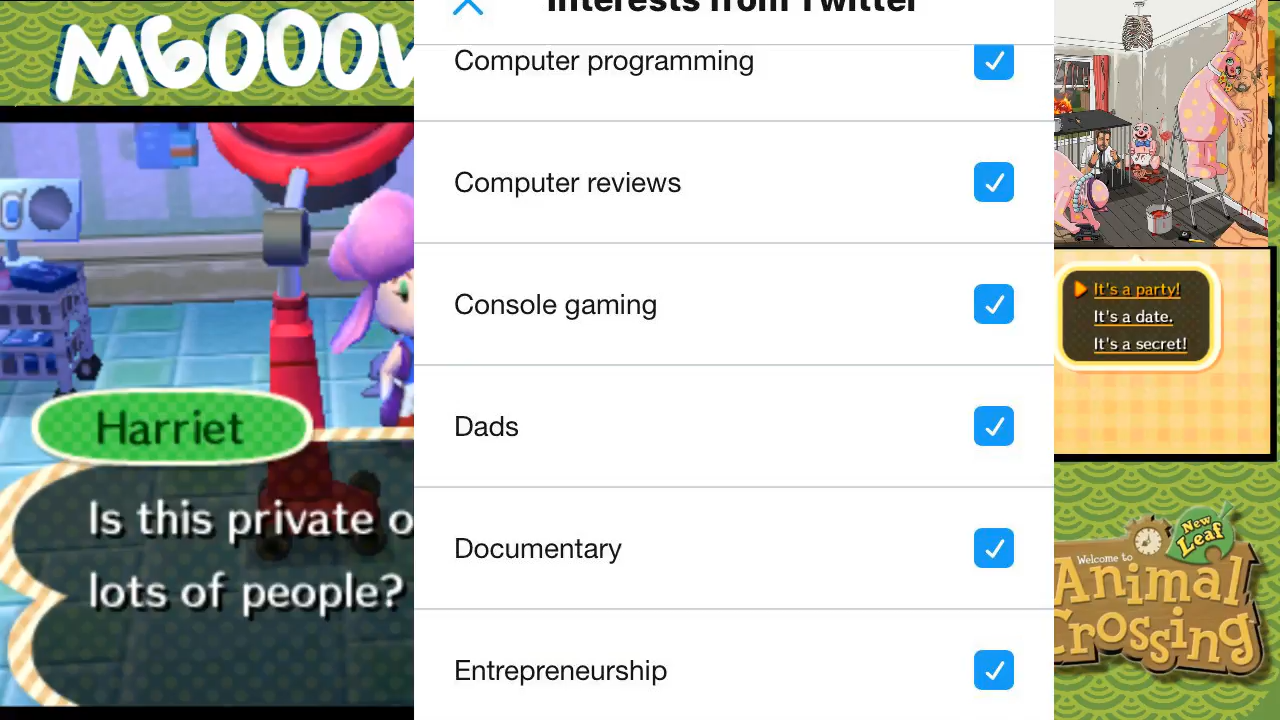 M6000
Interests from Twitter
Computer programming
Computer reviews
Console gaming
Dads
Documentary
Entrepreneurship
Harriet
Is this private o
lots of people?
It's a party!
It's a date.
It's a secret!
Welcome to
Animal
Crossing
New
Leaf